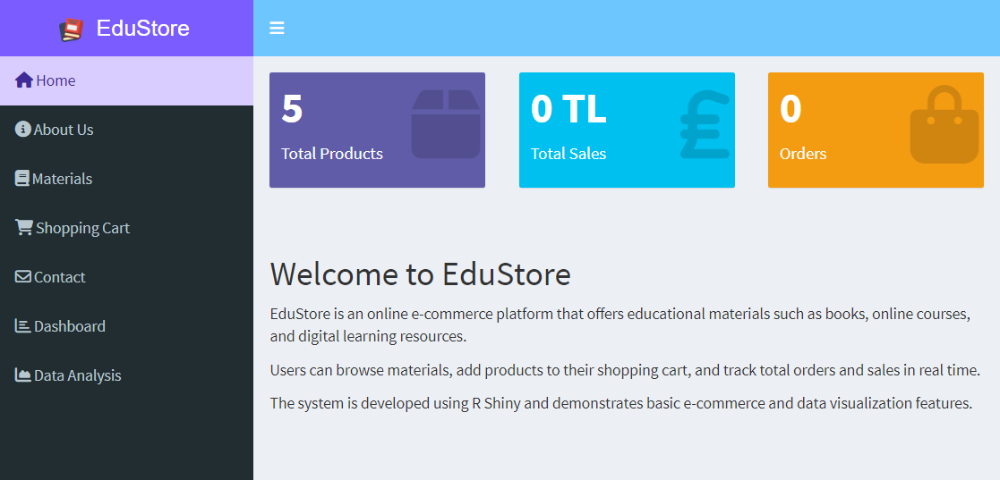 EduStore
Home
About Us
Materials
Shopping Cart
Contact
Dashboard
Data Analysis
5
Total Products
0 TL
Total Sales
0
Orders
Welcome to EduStore
EduStore is an online e-commerce platform that offers educational materials such as books, online courses,
and digital learning resources.
Users can browse materials, add products to their shopping cart, and track total orders and sales in real time.
The system is developed using R Shiny and demonstrates basic e-commerce and data visualization features.